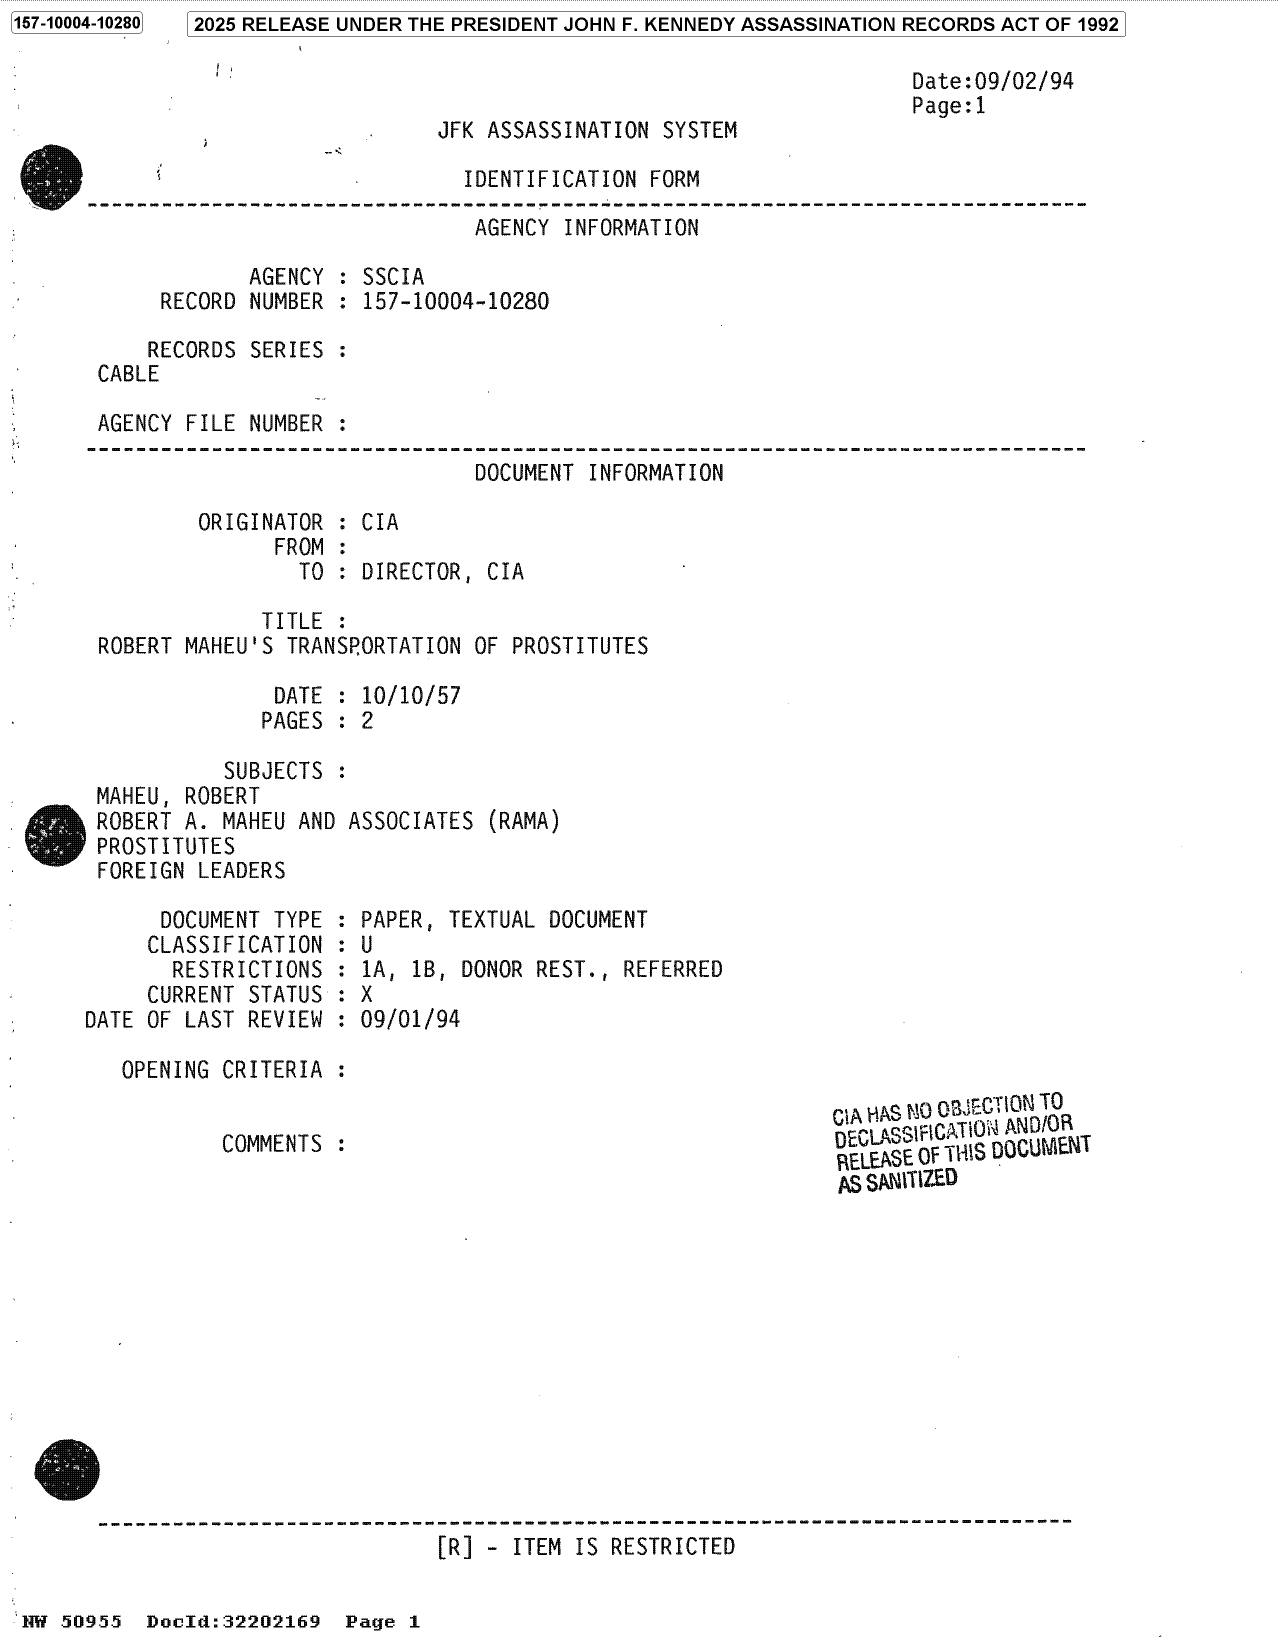 157-10004-10280
2025 RELEASE UNDER THE PRESIDENT JOHN F. KENNEDY ASSASSINATION RECORDS ACT OF 1992
Date:09/02/94
Page:1
JFK ASSASSINATION SYSTEM
IDENTIFICATION FORM
AGENCY INFORMATION
AGENCY : SSCIA
RECORD NUMBER : 157-10004-10280
RECORDS SERIES :
CABLE
AGENCY FILE NUMBER :
DOCUMENT INFORMATION
ORIGINATOR : CIA
FROM :
TO : DIRECTOR, CIA
TITLE :
ROBERT MAHEU'S TRANSPORTATION OF PROSTITUTES
DATE : 10/10/57
PAGES : 2
SUBJECTS :
MAHEU, ROBERT
ROBERT A. MAHEU AND ASSOCIATES (RAMA)
PROSTITUTES
FOREIGN LEADERS
DOCUMENT TYPE : PAPER, TEXTUAL DOCUMENT
CLASSIFICATION : U
RESTRICTIONS : 1A, 1B, DONOR REST., REFERRED
CURRENT STATUS : X
DATE OF LAST REVIEW : 09/01/94
OPENING CRITERIA :
COMMENTS :
CIA HAS NO OBJECTION TO
DECLASSIFICATION AND/OR
RELEASE OF THIS DOCUMENT
AS SANITIZED
[R] - ITEM IS RESTRICTED
NW 50955 DocId:32202169 Page 1